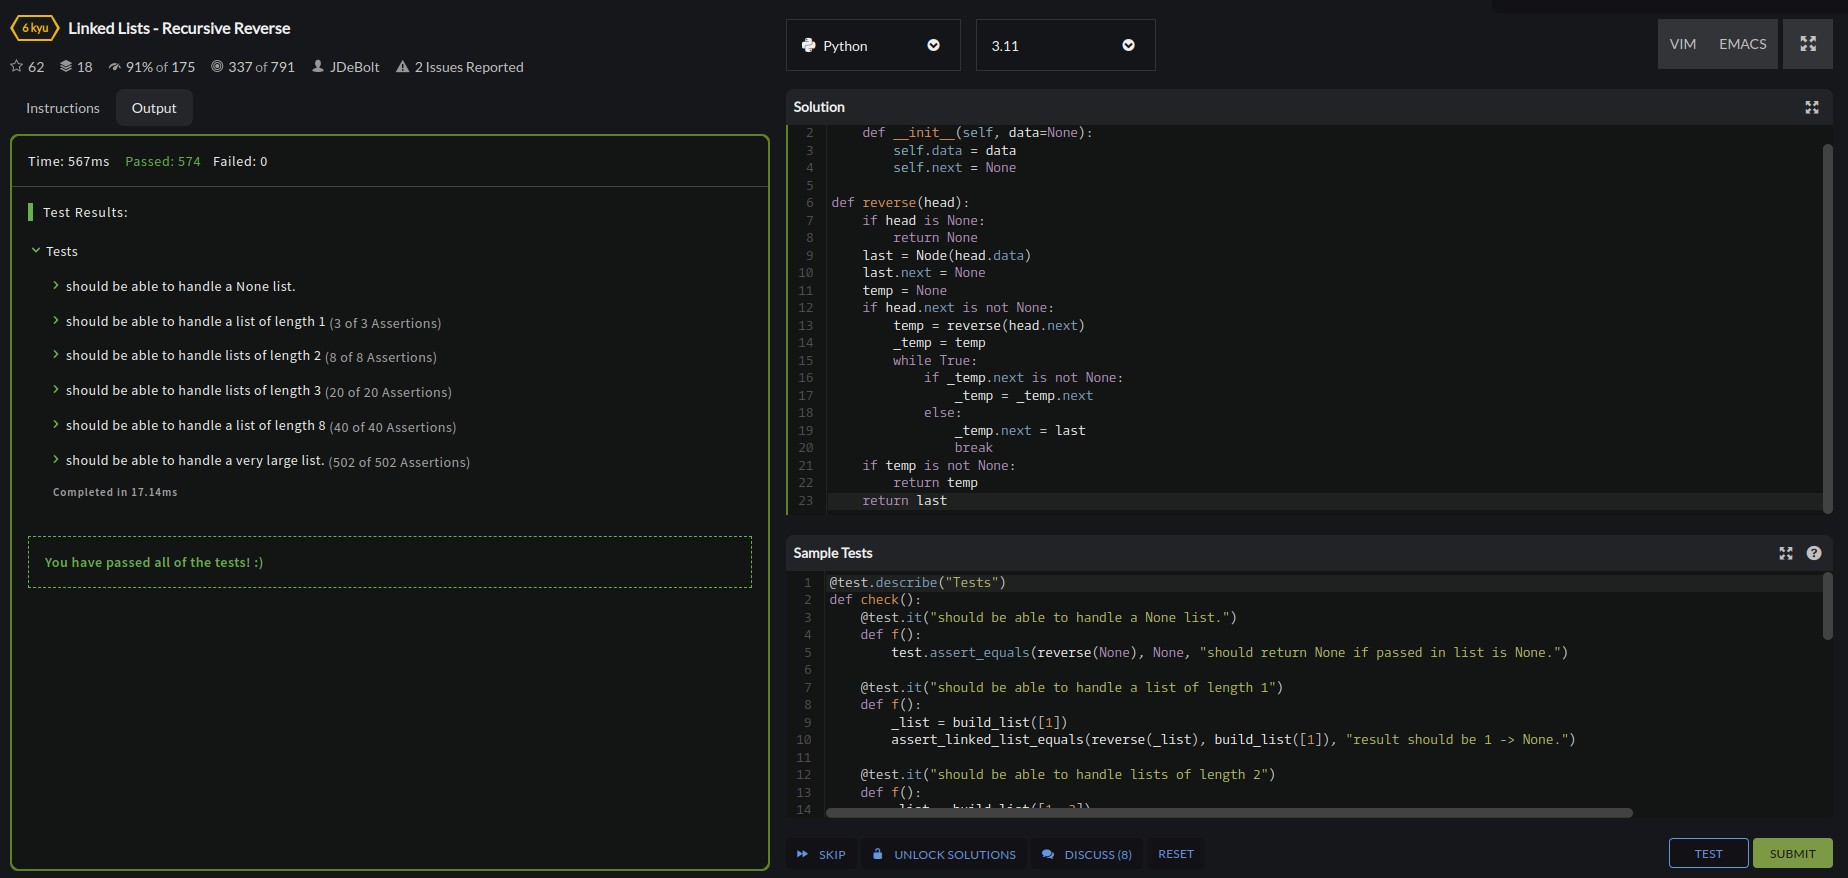 6 kyu Linked Lists - Recursive Reverse
62 18 91% of 175 337 of 791 JDeBolt 2 Issues Reported
Instructions Output
Time: 567ms Passed: 574 Failed: 0
Test Results:
Tests
should be able to handle a None list.
should be able to handle a list of length 1 (3 of 3 Assertions)
should be able to handle lists of length 2 (8 of 8 Assertions)
should be able to handle lists of length 3 (20 of 20 Assertions)
should be able to handle a list of length 8 (40 of 40 Assertions)
should be able to handle a very large list. (502 of 502 Assertions)
Completed in 17.14ms
You have passed all of the tests! :)
Python 3.11 VIM EMACS
Solution
2     def __init__(self, data=None):
3         self.data = data
4         self.next = None
5
6 def reverse(head):
7     if head is None:
8         return None
9     last = Node(head.data)
10     last.next = None
11     temp = None
12     if head.next is not None:
13         temp = reverse(head.next)
14         _temp = temp
15         while True:
16             if _temp.next is not None:
17                 _temp = _temp.next
18             else:
19                 _temp.next = last
20                 break
21     if temp is not None:
22         return temp
23     return last
Sample Tests
1 @test.describe("Tests")
2 def check():
3     @test.it("should be able to handle a None list.")
4     def f():
5         test.assert_equals(reverse(None), None, "should return None if passed in list is None.")
6
7     @test.it("should be able to handle a list of length 1")
8     def f():
9         _list = build_list([1])
10         assert_linked_list_equals(reverse(_list), build_list([1]), "result should be 1 -> None.")
11
12     @test.it("should be able to handle lists of length 2")
13     def f():
14         _list = build_list([1, 2])
SKIP UNLOCK SOLUTIONS DISCUSS (8) RESET TEST SUBMIT